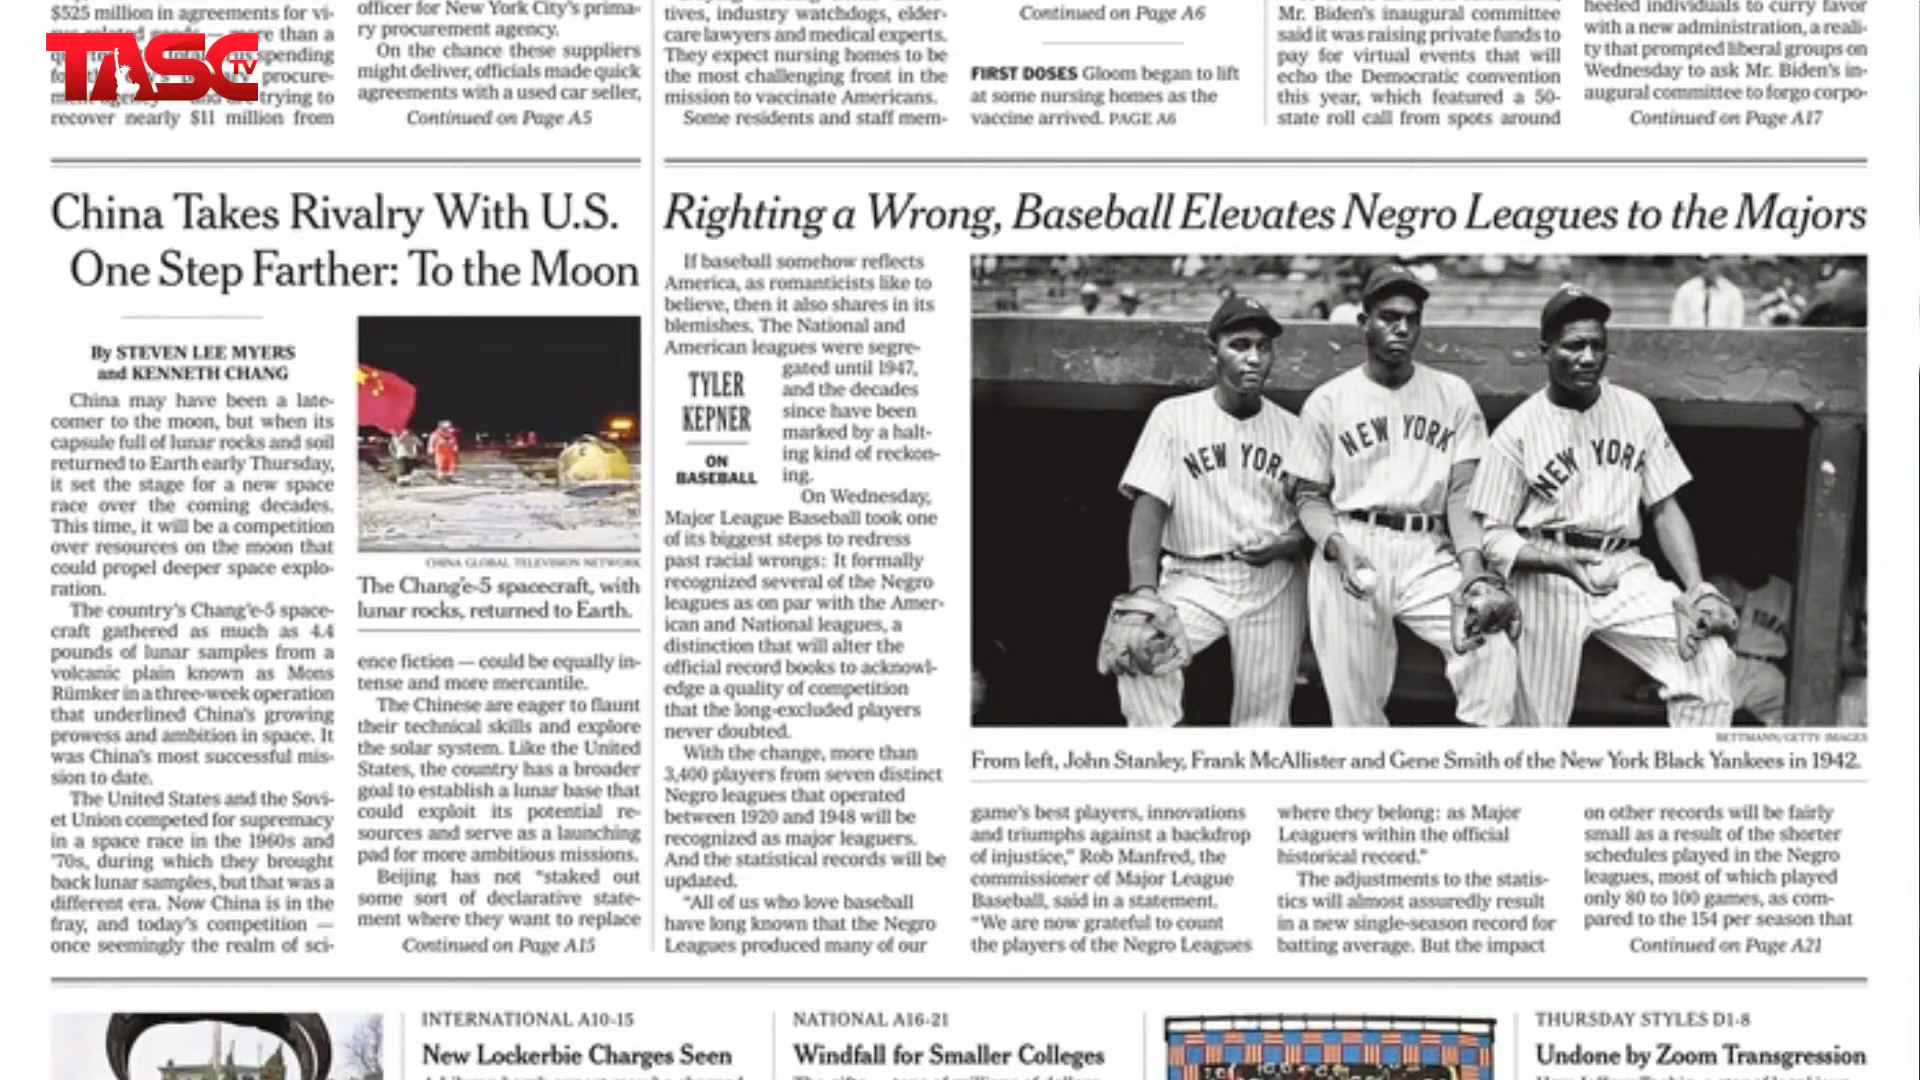 $525 million in agreements for vi-
re than a
spending
procure-
trying to
recover nearly $11 million from
officer for New York City's prima-
ry procurement agency.
On the chance these suppliers
might deliver, officials made quick
agreements with a used car seller,
Continued on Page A5
tives, industry watchdogs, elder-
care lawyers and medical experts.
They expect nursing homes to be
the most challenging front in the
mission to vaccinate Americans.
Some residents and staff mem-
Continued on Page A6
FIRST DOSES Gloom began to lift
at some nursing homes as the
vaccine arrived. PAGE A6
Mr. Biden's inaugural committee
said it was raising private funds to
pay for virtual events that will
echo the Democratic convention
this year, which featured a 50-
state roll call from spots around
heeled individuals to curry favor
with a new administration, a reali-
ty that prompted liberal groups on
Wednesday to ask Mr. Biden's in-
augural committee to forgo corpo-
Continued on Page A17
TASC TV
China Takes Rivalry With U.S.
One Step Farther: To the Moon
By STEVEN LEE MYERS
and KENNETH CHANG
China may have been a late-
comer to the moon, but when its
capsule full of lunar rocks and soil
returned to Earth early Thursday,
it set the stage for a new space
race over the coming decades.
This time, it will be a competition
over resources on the moon that
could propel deeper space explo-
ration.
The country's Chang'e-5 space-
craft gathered as much as 4.4
pounds of lunar samples from a
volcanic plain known as Mons
Rümker in a three-week operation
that underlined China's growing
prowess and ambition in space. It
was China's most successful mis-
sion to date.
The United States and the Sovi-
et Union competed for supremacy
in a space race in the 1960s and
'70s, during which they brought
back lunar samples, but that was a
different era. Now China is in the
fray, and today's competition —
once seemingly the realm of sci-
CHINA GLOBAL TELEVISION NETWORK
The Chang'e-5 spacecraft, with
lunar rocks, returned to Earth.
ence fiction — could be equally in-
tense and more mercantile.
The Chinese are eager to flaunt
their technical skills and explore
the solar system. Like the United
States, the country has a broader
goal to establish a lunar base that
could exploit its potential re-
sources and serve as a launching
pad for more ambitious missions.
Beijing has not "staked out
some sort of declarative state-
ment where they want to replace
Continued on Page A15
Righting a Wrong, Baseball Elevates Negro Leagues to the Majors
If baseball somehow reflects
America, as romanticists like to
believe, then it also shares in its
blemishes. The National and
American leagues were segre-
gated until 1947,
and the decades
since have been
marked by a halt-
ing kind of reckon-
ing.
TYLER
KEPNER
ON
BASEBALL
On Wednesday,
Major League Baseball took one
of its biggest steps to redress
past racial wrongs: It formally
recognized several of the Negro
leagues as on par with the Amer-
ican and National leagues, a
distinction that will alter the
official record books to acknowl-
edge a quality of competition
that the long-excluded players
never doubted.
With the change, more than
3,400 players from seven distinct
Negro leagues that operated
between 1920 and 1948 will be
recognized as major leaguers.
And the statistical records will be
updated.
"All of us who love baseball
have long known that the Negro
Leagues produced many of our
NEW YOR
NEW YORK
NEW YORK
BETTMANN/GETTY IMAGES
From left, John Stanley, Frank McAllister and Gene Smith of the New York Black Yankees in 1942.
game's best players, innovations
and triumphs against a backdrop
of injustice," Rob Manfred, the
commissioner of Major League
Baseball, said in a statement.
"We are now grateful to count
the players of the Negro Leagues
where they belong: as Major
Leaguers within the official
historical record."
The adjustments to the statis-
tics will almost assuredly result
in a new single-season record for
batting average. But the impact
on other records will be fairly
small as a result of the shorter
schedules played in the Negro
leagues, most of which played
only 80 to 100 games, as com-
pared to the 154 per season that
Continued on Page A21
INTERNATIONAL A10-15
New Lockerbie Charges Seen
NATIONAL A16-21
Windfall for Smaller Colleges
THURSDAY STYLES D1-8
Undone by Zoom Transgression